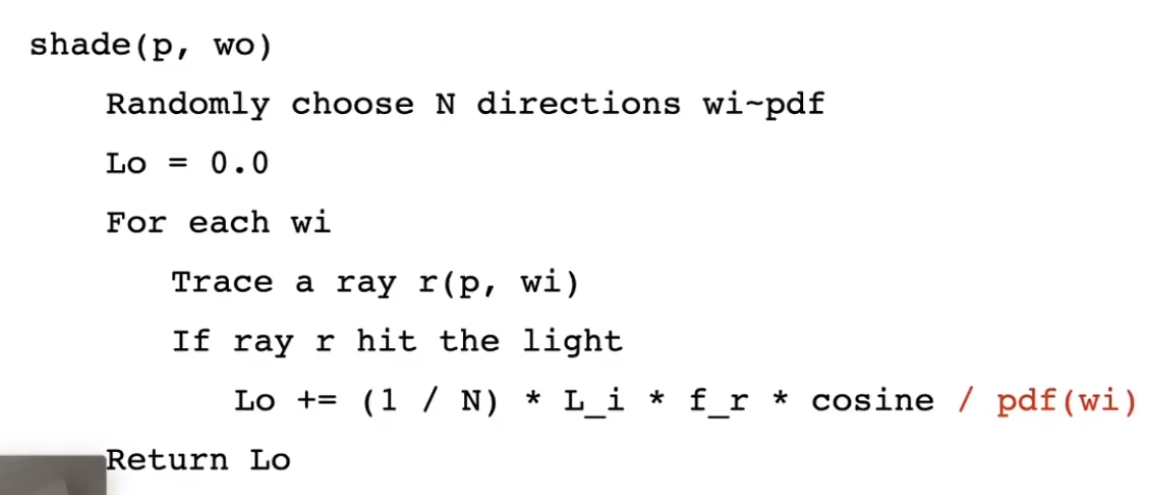 shade(p, wo)
Randomly choose N directions wi~pdf
Lo = 0.0
For each wi
Trace a ray r(p, wi)
If ray r hit the light
Lo += (1 / N) * L_i * f_r * cosine / pdf(wi)
Return Lo